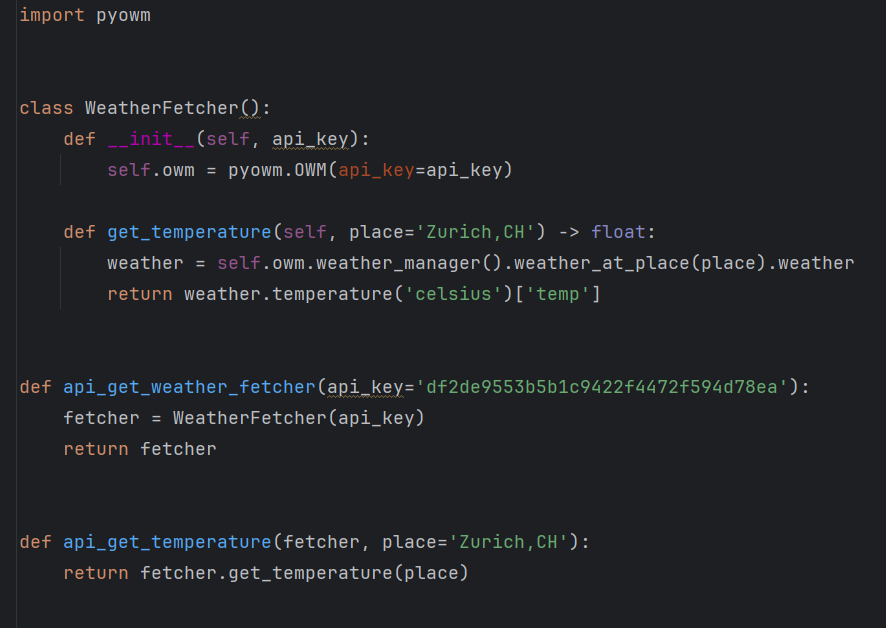 import pyowm
class WeatherFetcher():
    def __init__(self, api_key):
        self.owm = pyowm.OWM(api_key=api_key)
    def get_temperature(self, place='Zurich,CH') -> float:
        weather = self.owm.weather_manager().weather_at_place(place).weather
        return weather.temperature('celsius')['temp']
def api_get_weather_fetcher(api_key='df2de9553b5b1c9422f4472f594d78ea'):
    fetcher = WeatherFetcher(api_key)
    return fetcher
def api_get_temperature(fetcher, place='Zurich,CH'):
    return fetcher.get_temperature(place)